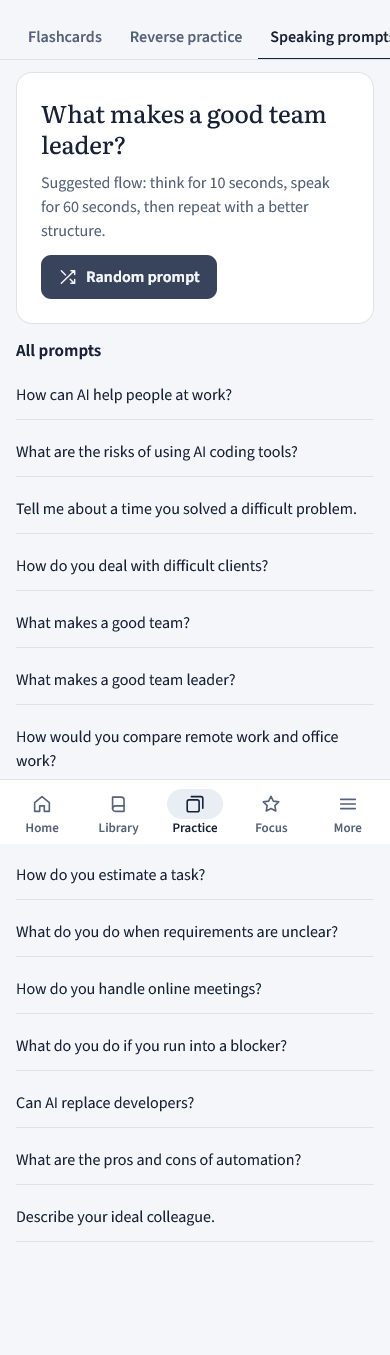 Flashcards
Reverse practice
Speaking prompts
What makes a good team
leader?
Suggested flow: think for 10 seconds, speak
for 60 seconds, then repeat with a better
structure.
Random prompt
All prompts
How can AI help people at work?
What are the risks of using AI coding tools?
Tell me about a time you solved a difficult problem.
How do you deal with difficult clients?
What makes a good team?
What makes a good team leader?
How would you compare remote work and office
work?
Home
Library
Practice
Focus
More
How do you estimate a task?
What do you do when requirements are unclear?
How do you handle online meetings?
What do you do if you run into a blocker?
Can AI replace developers?
What are the pros and cons of automation?
Describe your ideal colleague.